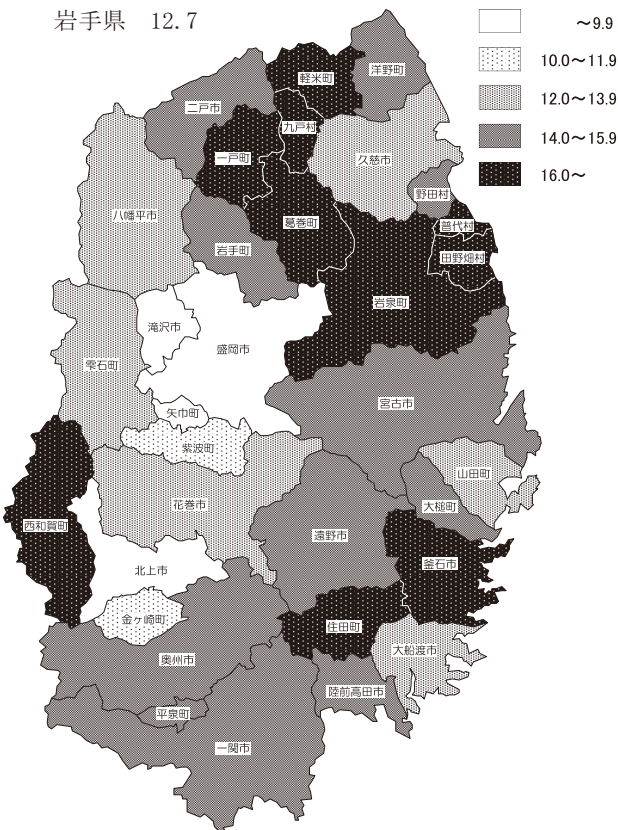 岩手県 12.7
～9.9
10.0～11.9
12.0～13.9
14.0～15.9
16.0～
洋野町
軽米町
二戸市
九戸村
一戸町
久慈市
野田村
八幡平市
葛巻町
普代村
岩手町
田野畑村
岩泉町
滝沢市
盛岡市
雫石町
宮古市
矢巾町
紫波町
山田町
花巻市
大槌町
西和賀町
遠野市
釜石市
北上市
金ヶ崎町
住田町
大船渡市
奥州市
陸前高田市
平泉町
一関市